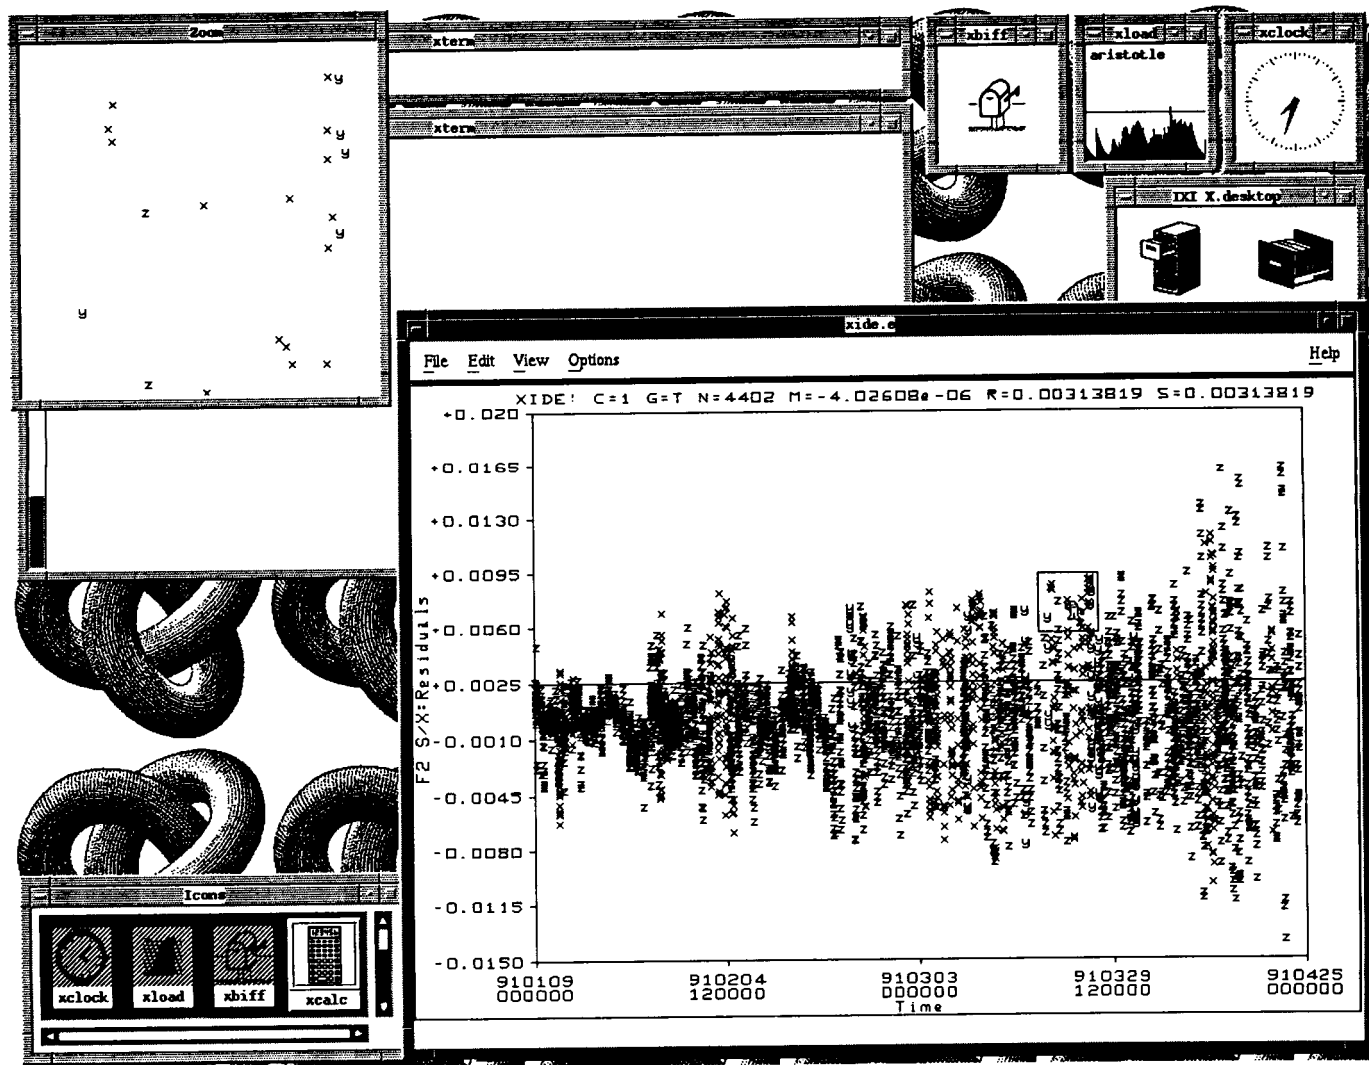 Zoom
xterm
xbiff
xload
xclock
aristotle
xterm
IXI X.desktop
xide.e
File Edit View Options Help
XIDE! C=1 G=T N=4402 M=-4.02608e-06 R=0.00313819 S=0.00313819
+0.020
+0.0165
+0.0130
+0.0095
+0.0060
+0.0025
-0.0010
-0.0045
-0.0080
-0.0115
-0.0150
F2 S/X:Residulls
910109 910204 910303 910329 910425
000000 120000 000000 120000 000000
Time
Icons
xclock xload xbiff xcalc